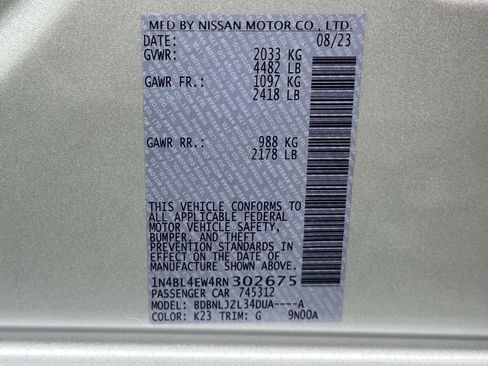 MFD BY NISSAN MOTOR CO., LTD.
DATE: 08/23
GVWR: 2033 KG
4482 LB
GAWR FR.: 1097 KG
2418 LB
GAWR RR.: 988 KG
2178 LB
THIS VEHICLE CONFORMS TO
ALL APPLICABLE FEDERAL
MOTOR VEHICLE SAFETY,
BUMPER, AND THEFT
PREVENTION STANDARDS IN
EFFECT ON THE DATE OF
MANUFACTURE SHOWN ABOVE.
1N4BL4EW4RN302675
PASSENGER CAR 745312
MODEL: BDBNLJZL34DUA----A
COLOR: K23 TRIM: G 9N00A